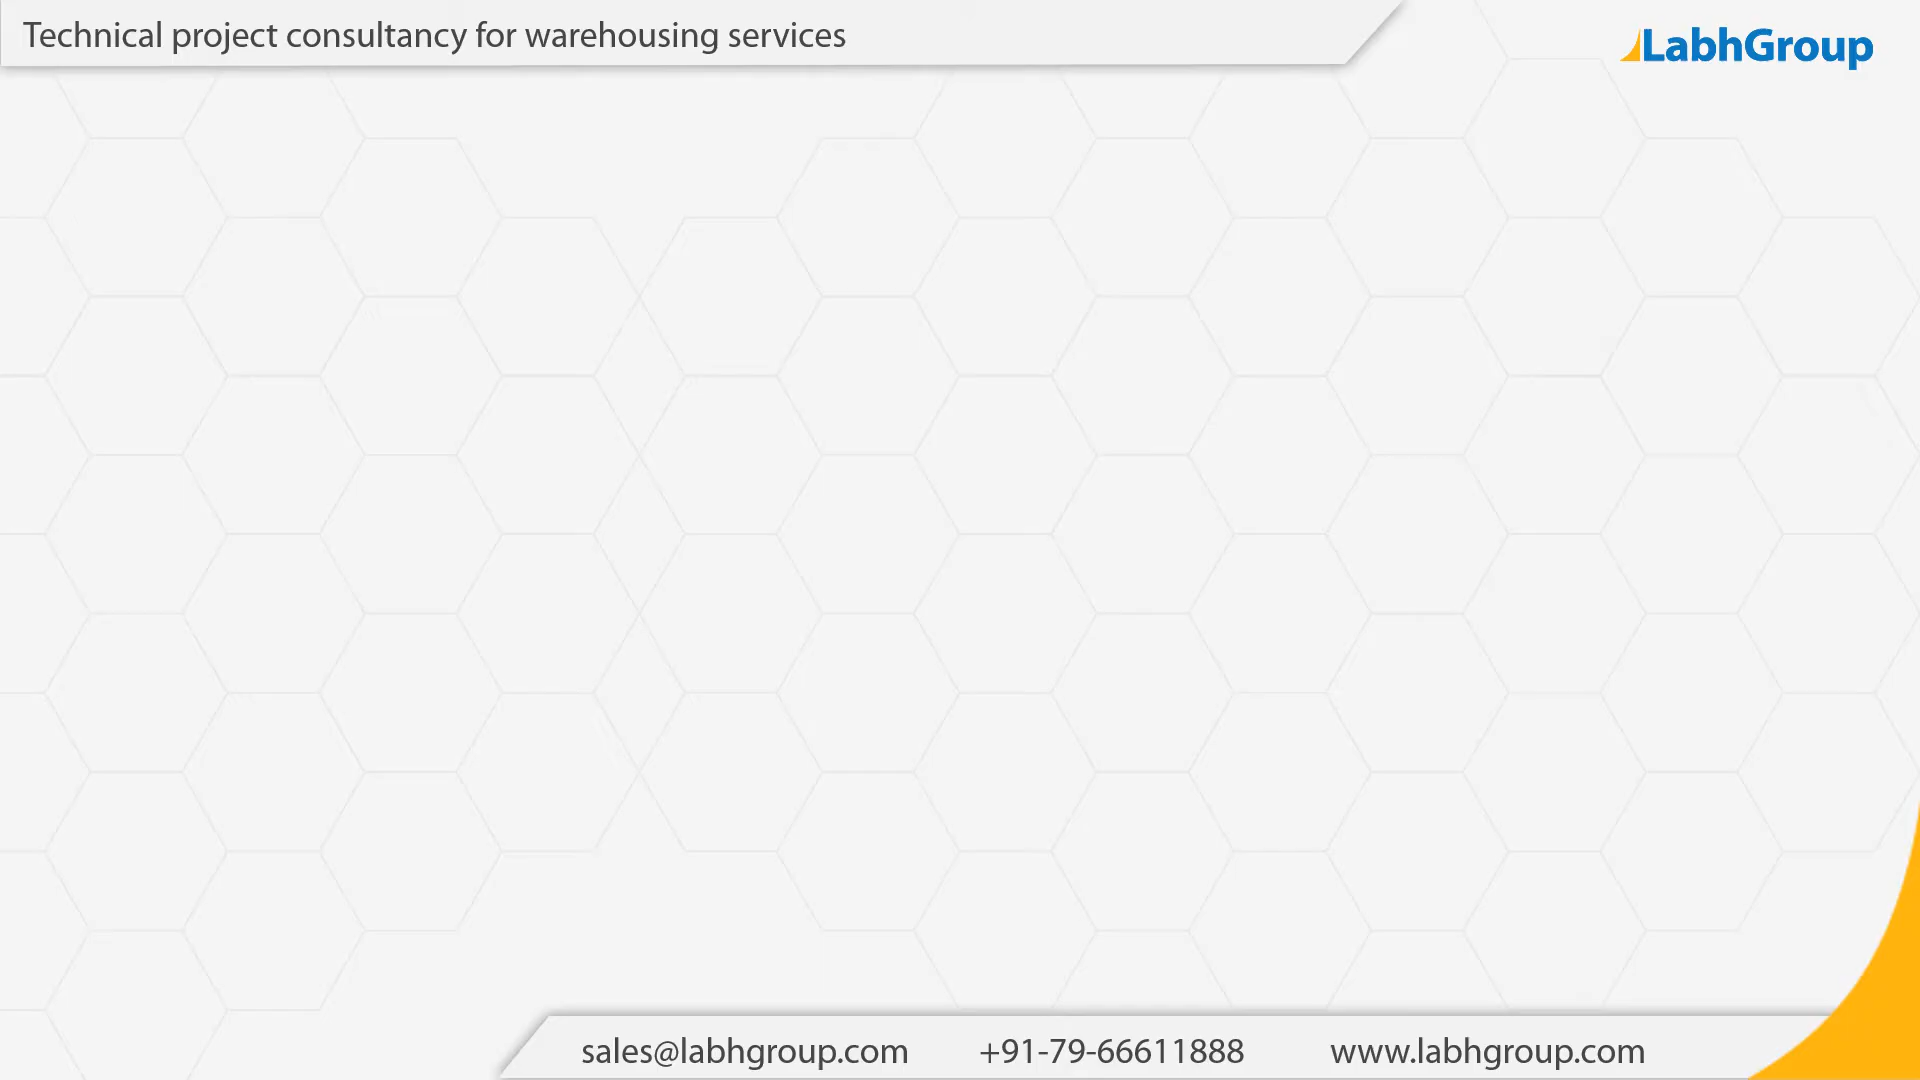 Technical project consultancy for warehousing services
LabhGroup
sales@labhgroup.com +91-79-66611888 www.labhgroup.com